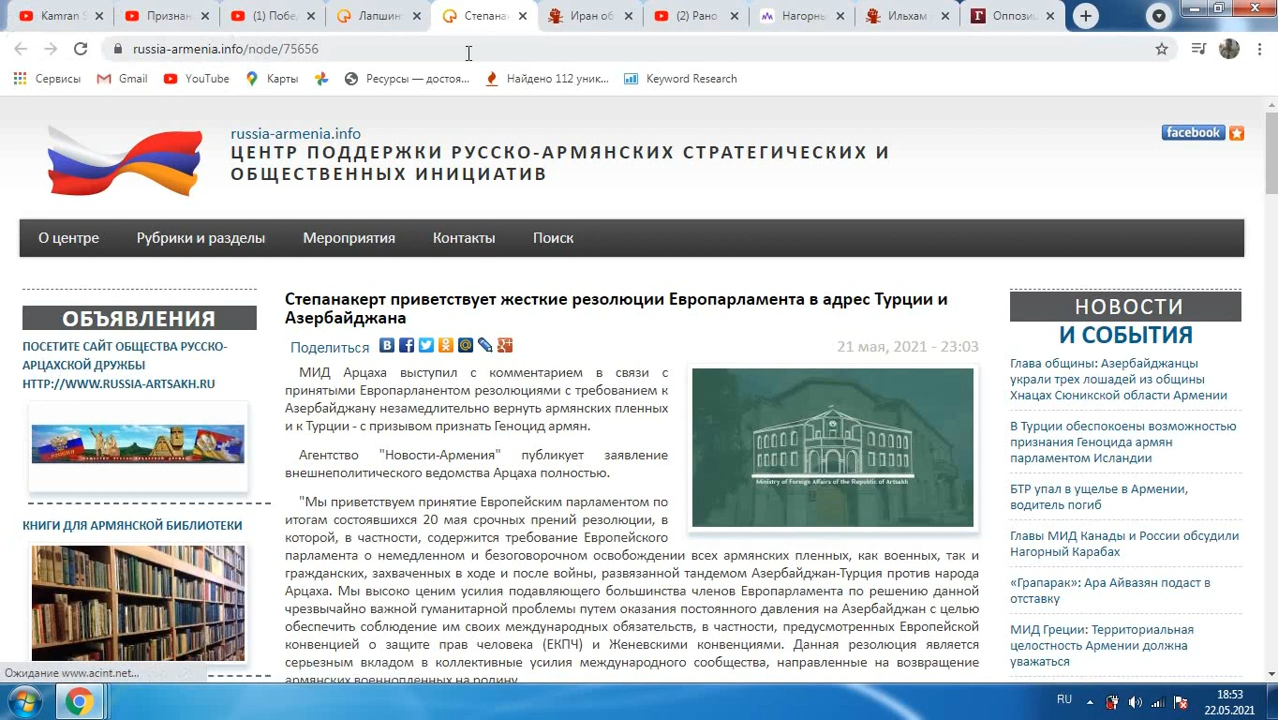 Kamran S
Признан
(1) Побе
Лапшин
Степана
Иран об
(2) Рано
Нагорны
Ильхам
Оппози
russia-armenia.info/node/75656
Сервисы
Gmail
YouTube
Карты
Ресурсы — достоя...
Найдено 112 уник...
Keyword Research
russia-armenia.info
ЦЕНТР ПОДДЕРЖКИ РУССКО-АРМЯНСКИХ СТРАТЕГИЧЕСКИХ И
ОБЩЕСТВЕННЫХ ИНИЦИАТИВ
facebook
О центре
Рубрики и разделы
Мероприятия
Контакты
Поиск
ОБЪЯВЛЕНИЯ
ПОСЕТИТЕ САЙТ ОБЩЕСТВА РУССКО-
АРЦАХСКОЙ ДРУЖБЫ
HTTP://WWW.RUSSIA-ARTSAKH.RU
КНИГИ ДЛЯ АРМЯНСКОЙ БИБЛИОТЕКИ
Степанакерт приветствует жесткие резолюции Европарламента в адрес Турции и
Азербайджана
Поделиться
21 мая, 2021 - 23:03
МИД Арцаха выступил с комментарием в связи с
принятыми Европарланентом резолюциями с требованием к
Азербайджану незамедлительно вернуть армянских пленных
и к Турции - с призывом признать Геноцид армян.
Агентство "Новости-Армения" публикует заявление
внешнеполитического ведомства Арцаха полностью.
"Мы приветствуем принятие Европейским парламентом по
итогам состоявшихся 20 мая срочных прений резолюции, в
которой, в частности, содержится требование Европейского
парламента о немедленном и безоговорочном освобождении всех армянских пленных, как военных, так и
гражданских, захваченных в ходе и после войны, развязанной тандемом Азербайджан-Турция против народа
Арцаха. Мы высоко ценим усилия подавляющего большинства членов Европарламента по решению данной
чрезвычайно важной гуманитарной проблемы путем оказания постоянного давления на Азербайджан с целью
обеспечить соблюдение им своих международных обязательств, в частности, предусмотренных Европейской
конвенцией о защите прав человека (ЕКПЧ) и Женевскими конвенциями. Данная резолюция является
серьезным вкладом в коллективные усилия международного сообщества, направленные на возвращение
армянских военнопленных на родину.
Ministry of Foreign Affairs of the Republic of Artsakh
НОВОСТИ
И СОБЫТИЯ
Глава общины: Азербайджанцы
украли трех лошадей из общины
Хнацах Сюникской области Армении
В Турции обеспокоены возможностью
признания Геноцида армян
парламентом Исландии
БТР упал в ущелье в Армении,
водитель погиб
Главы МИД Канады и России обсудили
Нагорный Карабах
«Грапарак»: Ара Айвазян подаст в
отставку
МИД Греции: Территориальная
целостность Армении должна
уважаться
Ожидание www.acint.net...
RU
18:53
22.05.2021